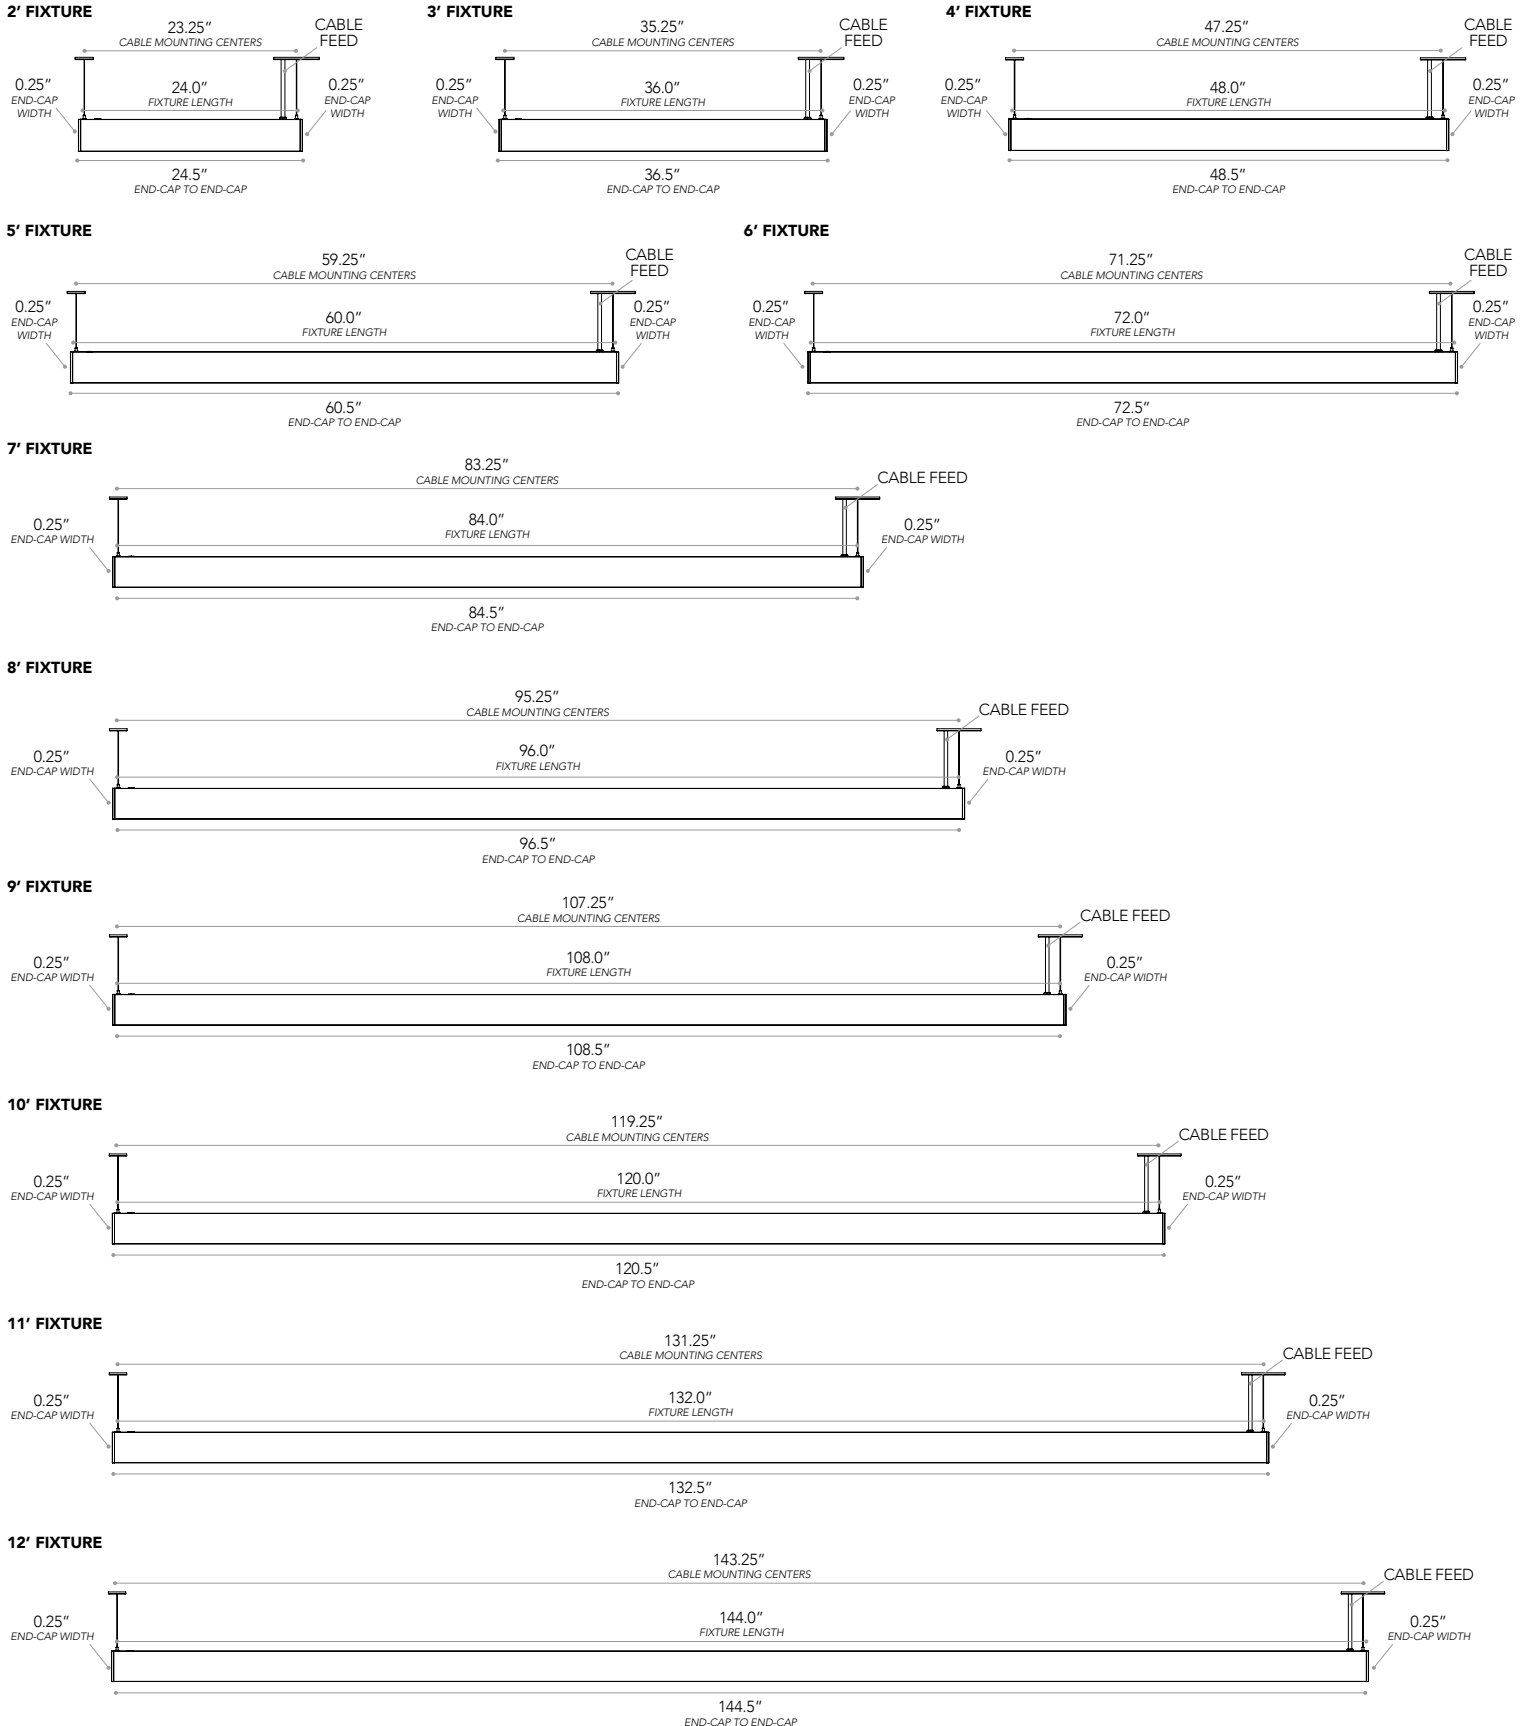 2’ FIXTURE
23.25”
CABLE MOUNTING CENTERS
CABLE
FEED
0.25”
END-CAP
WIDTH
24.0”
FIXTURE LENGTH
0.25”
END-CAP
WIDTH
24.5”
END-CAP TO END-CAP
3’ FIXTURE
35.25”
CABLE MOUNTING CENTERS
CABLE
FEED
0.25”
END-CAP
WIDTH
36.0”
FIXTURE LENGTH
0.25”
END-CAP
WIDTH
36.5”
END-CAP TO END-CAP
4’ FIXTURE
47.25”
CABLE MOUNTING CENTERS
CABLE
FEED
0.25”
END-CAP
WIDTH
48.0”
FIXTURE LENGTH
0.25”
END-CAP
WIDTH
48.5”
END-CAP TO END-CAP
5’ FIXTURE
59.25”
CABLE MOUNTING CENTERS
CABLE
FEED
0.25”
END-CAP
WIDTH
60.0”
FIXTURE LENGTH
0.25”
END-CAP
WIDTH
60.5”
END-CAP TO END-CAP
6’ FIXTURE
71.25”
CABLE MOUNTING CENTERS
CABLE
FEED
0.25”
END-CAP
WIDTH
72.0”
FIXTURE LENGTH
0.25”
END-CAP
WIDTH
72.5”
END-CAP TO END-CAP
7’ FIXTURE
83.25”
CABLE MOUNTING CENTERS
CABLE FEED
0.25”
END-CAP WIDTH
84.0”
FIXTURE LENGTH
0.25”
END-CAP WIDTH
84.5”
END-CAP TO END-CAP
8’ FIXTURE
95.25”
CABLE MOUNTING CENTERS
CABLE FEED
0.25”
END-CAP WIDTH
96.0”
FIXTURE LENGTH
0.25”
END-CAP WIDTH
96.5”
END-CAP TO END-CAP
9’ FIXTURE
107.25”
CABLE MOUNTING CENTERS
CABLE FEED
0.25”
END-CAP WIDTH
108.0”
FIXTURE LENGTH
0.25”
END-CAP WIDTH
108.5”
END-CAP TO END-CAP
10’ FIXTURE
119.25”
CABLE MOUNTING CENTERS
CABLE FEED
0.25”
END-CAP WIDTH
120.0”
FIXTURE LENGTH
0.25”
END-CAP WIDTH
120.5”
END-CAP TO END-CAP
11’ FIXTURE
131.25”
CABLE MOUNTING CENTERS
CABLE FEED
0.25”
END-CAP WIDTH
132.0”
FIXTURE LENGTH
0.25”
END-CAP WIDTH
132.5”
END-CAP TO END-CAP
12’ FIXTURE
143.25”
CABLE MOUNTING CENTERS
CABLE FEED
0.25”
END-CAP WIDTH
144.0”
FIXTURE LENGTH
0.25”
END-CAP WIDTH
144.5”
END-CAP TO END-CAP